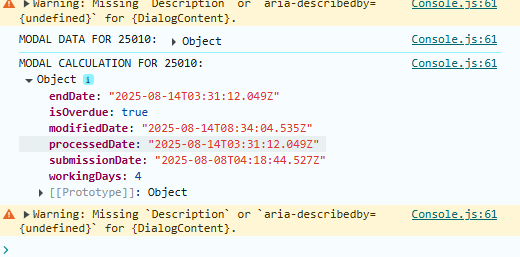 Warning: Missing `Description` or `aria-describedby= Console.js:61
{undefined}` for {DialogContent}.
MODAL DATA FOR 25010: ▶ Object Console.js:61
MODAL CALCULATION FOR 25010: Console.js:61
▼ Object i
endDate: "2025-08-14T03:31:12.049Z"
isOverdue: true
modifiedDate: "2025-08-14T08:34:04.535Z"
processedDate: "2025-08-14T03:31:12.049Z"
submissionDate: "2025-08-08T04:18:44.527Z"
workingDays: 4
▶ [[Prototype]]: Object
▶ Warning: Missing `Description` or `aria-describedby= Console.js:61
{undefined}` for {DialogContent}.